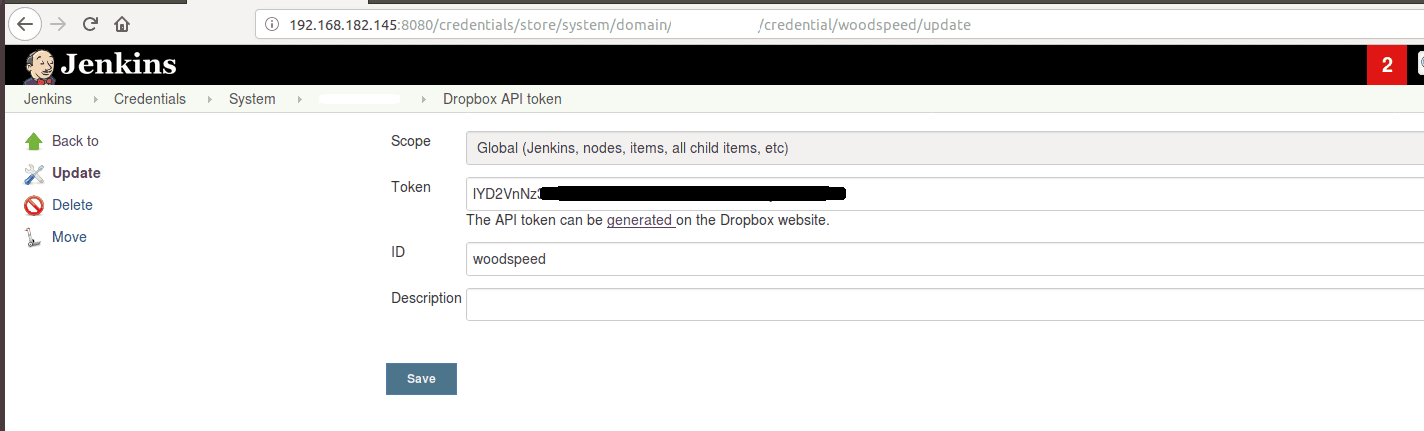 192.168.182.145:8080/credentials/store/system/domain/ /credential/woodspeed/update
Jenkins 2
Jenkins Credentials System Dropbox API token
Back to
Update
Delete
Move
Scope Global (Jenkins, nodes, items, all child items, etc)
Token lYD2VnNz
The API token can be generated on the Dropbox website.
ID woodspeed
Description
Save